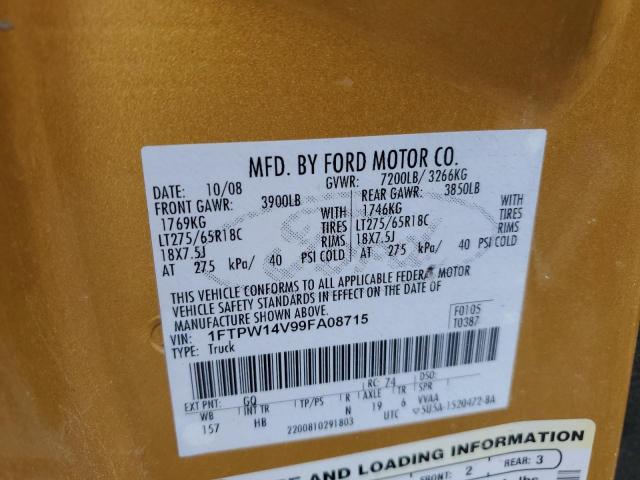 MFD. BY FORD MOTOR CO.
DATE: 10/08 GVWR: 7200LB/ 3266KG
FRONT GAWR: 3900LB REAR GAWR: 3850LB
1769KG WITH 1746KG WITH
LT275/65R18C TIRES LT275/65R18C TIRES
18X7.5J RIMS 18X7.5J RIMS
AT 275 kPa/ 40 PSI COLD AT 275 kPa/ 40 PSI COLD
THIS VEHICLE CONFORMS TO ALL APPLICABLE FEDERAL MOTOR
VEHICLE SAFETY STANDARDS IN EFFECT ON THE DATE OF
MANUFACTURE SHOWN ABOVE.
VIN: 1FTPW14V99FA08715 F0105
TYPE: Truck T0387
EXT PNT: GQ RC: 74 DSO:
WB INT TR TP/PS R AXLE TR SPR
157 HB N 19 6 VVAA
2200810291803 UTC 5U5A-1520472-BA
AND LOADING INFORMATION
FRONT: 2 REAR: 3
lbs